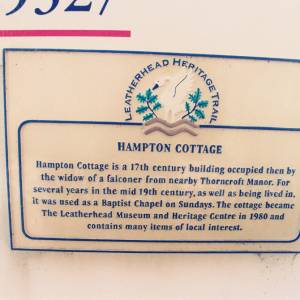 9327
LEATHERHEAD HERITAGE TRAIL
HAMPTON COTTAGE
Hampton Cottage is a 17th century building occupied then by
the widow of a falconer from nearby Thorncroft Manor. For
several years in the mid 19th century, as well as being lived in,
it was used as a Baptist Chapel on Sundays. The cottage became
The Leatherhead Museum and Heritage Centre in 1980 and
contains many items of local interest.